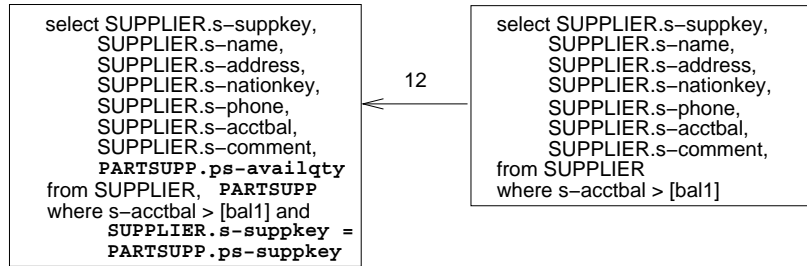 select SUPPLIER.s−suppkey,
SUPPLIER.s−name,
SUPPLIER.s−address,
SUPPLIER.s−nationkey,
SUPPLIER.s−phone,
SUPPLIER.s−acctbal,
SUPPLIER.s−comment,
PARTSUPP.ps-availqty
from SUPPLIER, PARTSUPP
where s−acctbal > [bal1] and
SUPPLIER.s-suppkey =
PARTSUPP.ps-suppkey
12
select SUPPLIER.s−suppkey,
SUPPLIER.s−name,
SUPPLIER.s−address,
SUPPLIER.s−nationkey,
SUPPLIER.s−phone,
SUPPLIER.s−acctbal,
SUPPLIER.s−comment,
from SUPPLIER
where s−acctbal > [bal1]